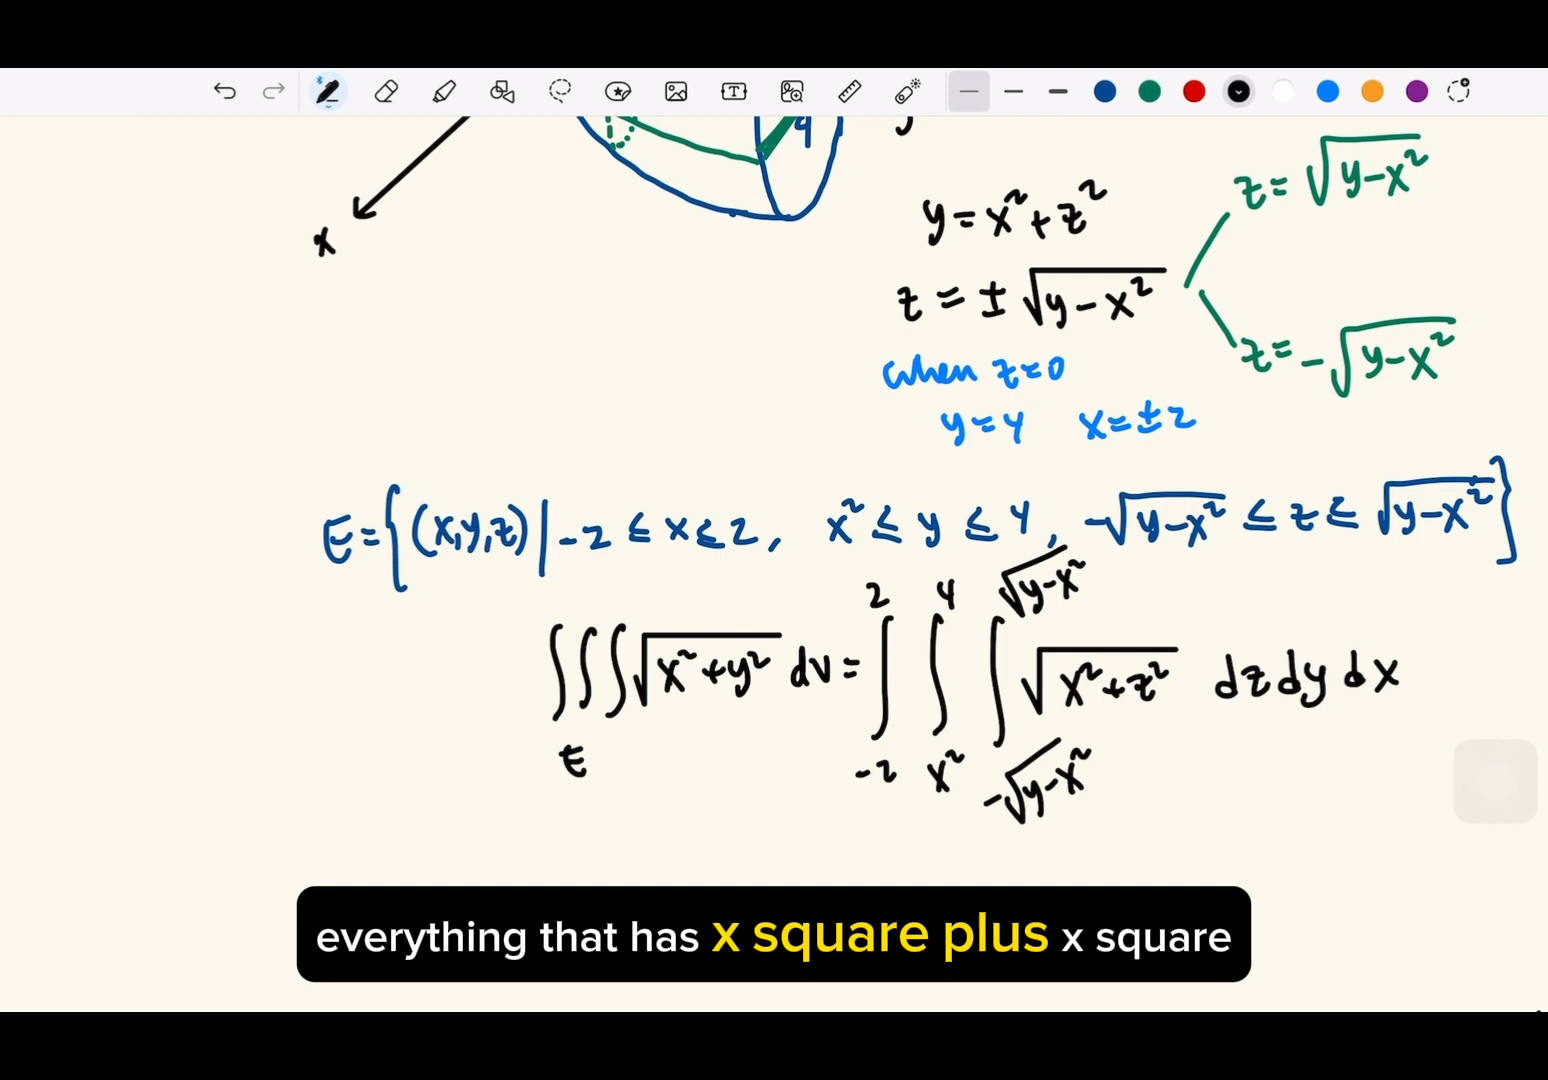 4
x
y = x² + z²
z = ± √(y − x²)
z = √(y − x²)
z = − √(y − x²)
when z = 0
y = 4 x = ± 2
E = {(x,y,z) | −2 ≤ x ≤ 2, x² ≤ y ≤ 4, −√(y − x²) ≤ z ≤ √(y − x²)}
∫∫∫_E √(x² + y²) dv = ∫_{-2}^{2} ∫_{x²}^{4} ∫_{-√(y−x²)}^{√(y−x²)} √(x² + z²) dz dy dx
everything that has x square plus x square